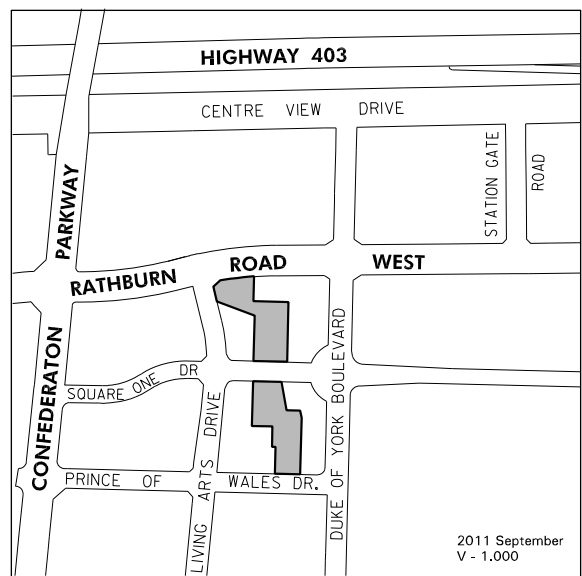 HIGHWAY 403
CENTRE VIEW DRIVE
STATION GATE ROAD
CONFEDERATON PARKWAY
RATHBURN ROAD WEST
SQUARE ONE DR
LIVING ARTS DRIVE
DUKE OF YORK BOULEVARD
PRINCE OF WALES DR.
2011 September
V - 1.000